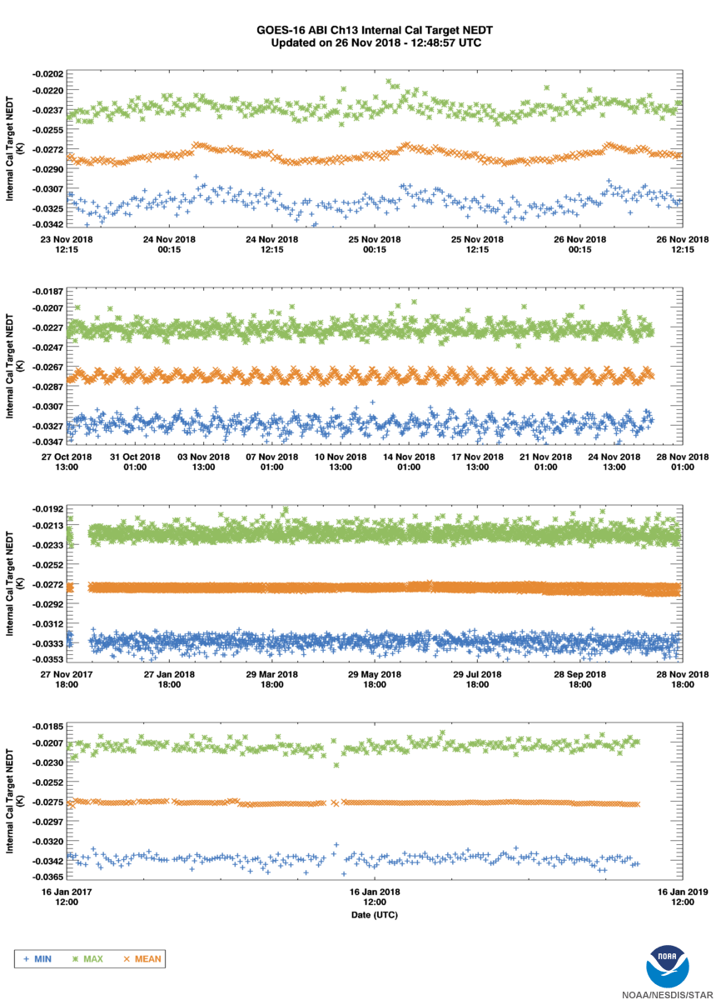 GOES-16 ABI Ch13 Internal Cal Target NEDT
Updated on 26 Nov 2018 - 12:48:57 UTC
Internal Cal Target NEDT
(K)
-0.0202
-0.0220
-0.0237
-0.0255
-0.0272
-0.0290
-0.0307
-0.0325
-0.0342
23 Nov 2018 24 Nov 2018 24 Nov 2018 25 Nov 2018 25 Nov 2018 26 Nov 2018 26 Nov 2018
12:15 00:15 12:15 00:15 12:15 00:15 12:15
Internal Cal Target NEDT
(K)
-0.0187
-0.0207
-0.0227
-0.0247
-0.0267
-0.0287
-0.0307
-0.0327
-0.0347
27 Oct 2018 31 Oct 2018 03 Nov 2018 07 Nov 2018 10 Nov 2018 14 Nov 2018 17 Nov 2018 21 Nov 2018 24 Nov 2018 28 Nov 2018
13:00 01:00 13:00 01:00 13:00 01:00 13:00 01:00 13:00 01:00
Internal Cal Target NEDT
(K)
-0.0192
-0.0213
-0.0233
-0.0252
-0.0272
-0.0292
-0.0312
-0.0333
-0.0353
27 Nov 2017 27 Jan 2018 29 Mar 2018 29 May 2018 29 Jul 2018 28 Sep 2018 28 Nov 2018
18:00 18:00 18:00 18:00 18:00 18:00 18:00
Internal Cal Target NEDT
(K)
-0.0185
-0.0207
-0.0230
-0.0252
-0.0275
-0.0297
-0.0320
-0.0342
-0.0365
16 Jan 2017 16 Jan 2018 16 Jan 2019
12:00 12:00 12:00
Date (UTC)
MIN MAX MEAN
NOAA
NOAA/NESDIS/STAR